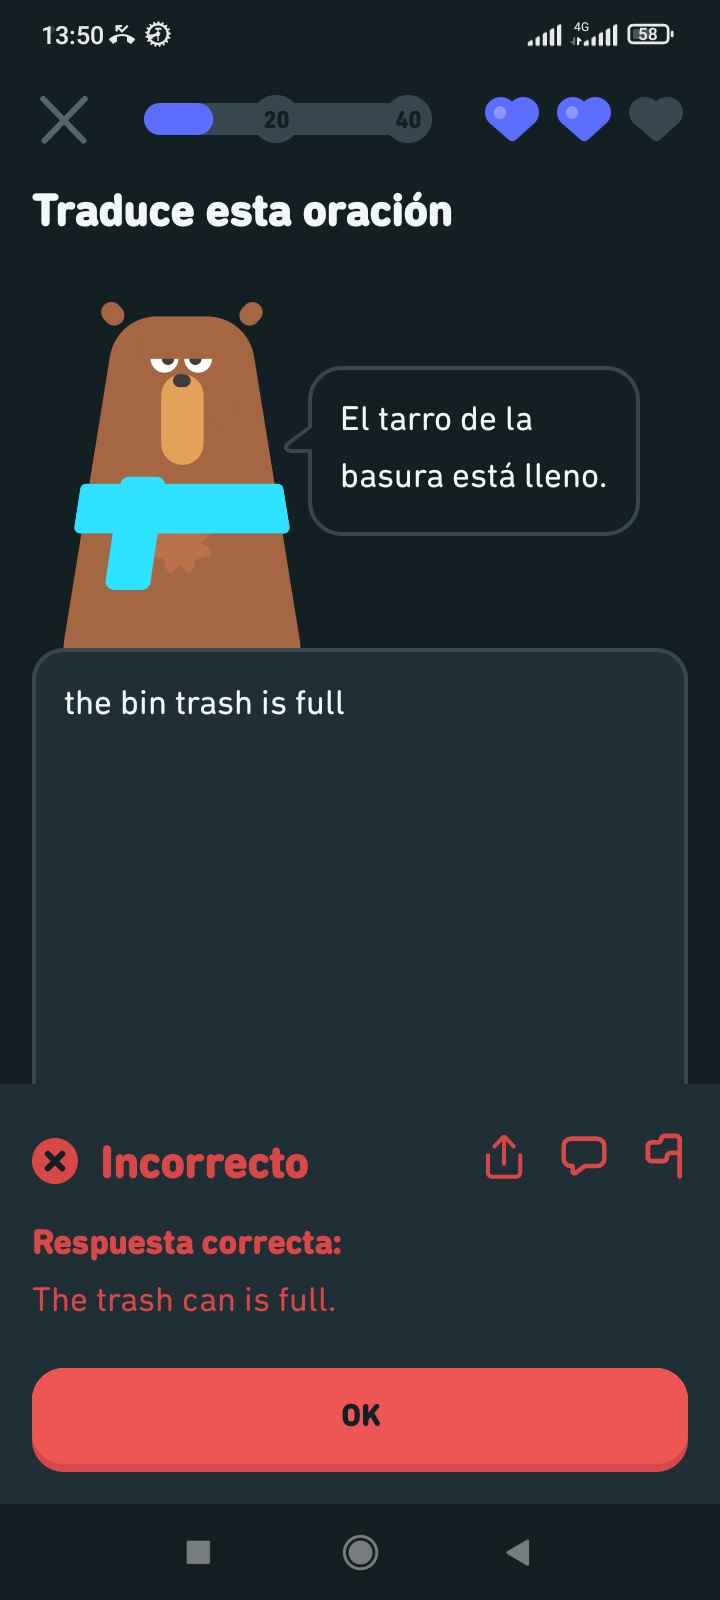 13:50
4G
58
20
40
Traduce esta oración
El tarro de la
basura está lleno.
the bin trash is full
Incorrecto
Respuesta correcta:
The trash can is full.
OK